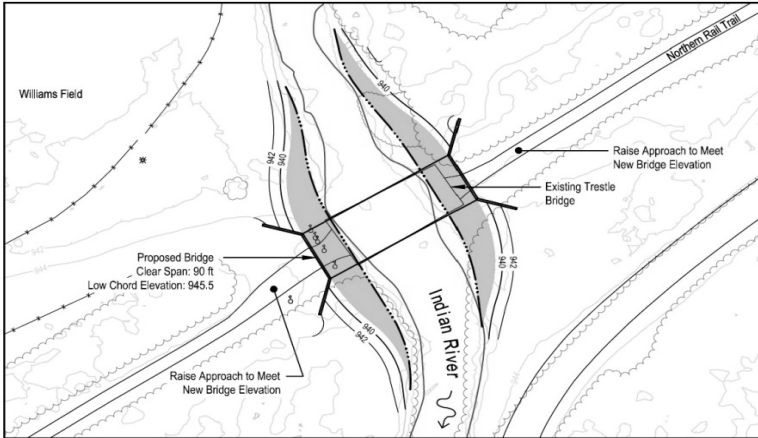 Williams Field
Northern Rail Trail
940
942
940
Raise Approach to Meet
New Bridge Elevation
Existing Trestle
Bridge
Proposed Bridge
Clear Span: 90 ft
Low Chord Elevation: 945.5
940
942
Indian River
940
942
Raise Approach to Meet
New Bridge Elevation